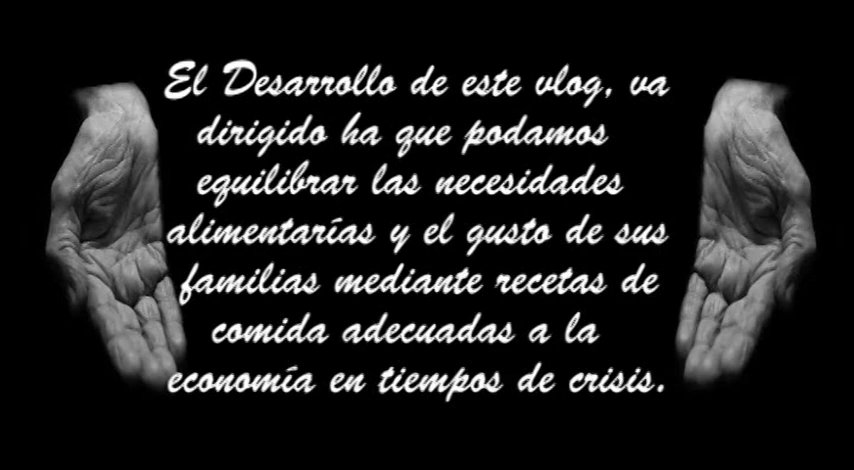 El Desarrollo de este vlog, va
dirigido ha que podamos
equilibrar las necesidades
alimentarías y el gusto de sus
familias mediante recetas de
comida adecuadas a la
economía en tiempos de crisis.